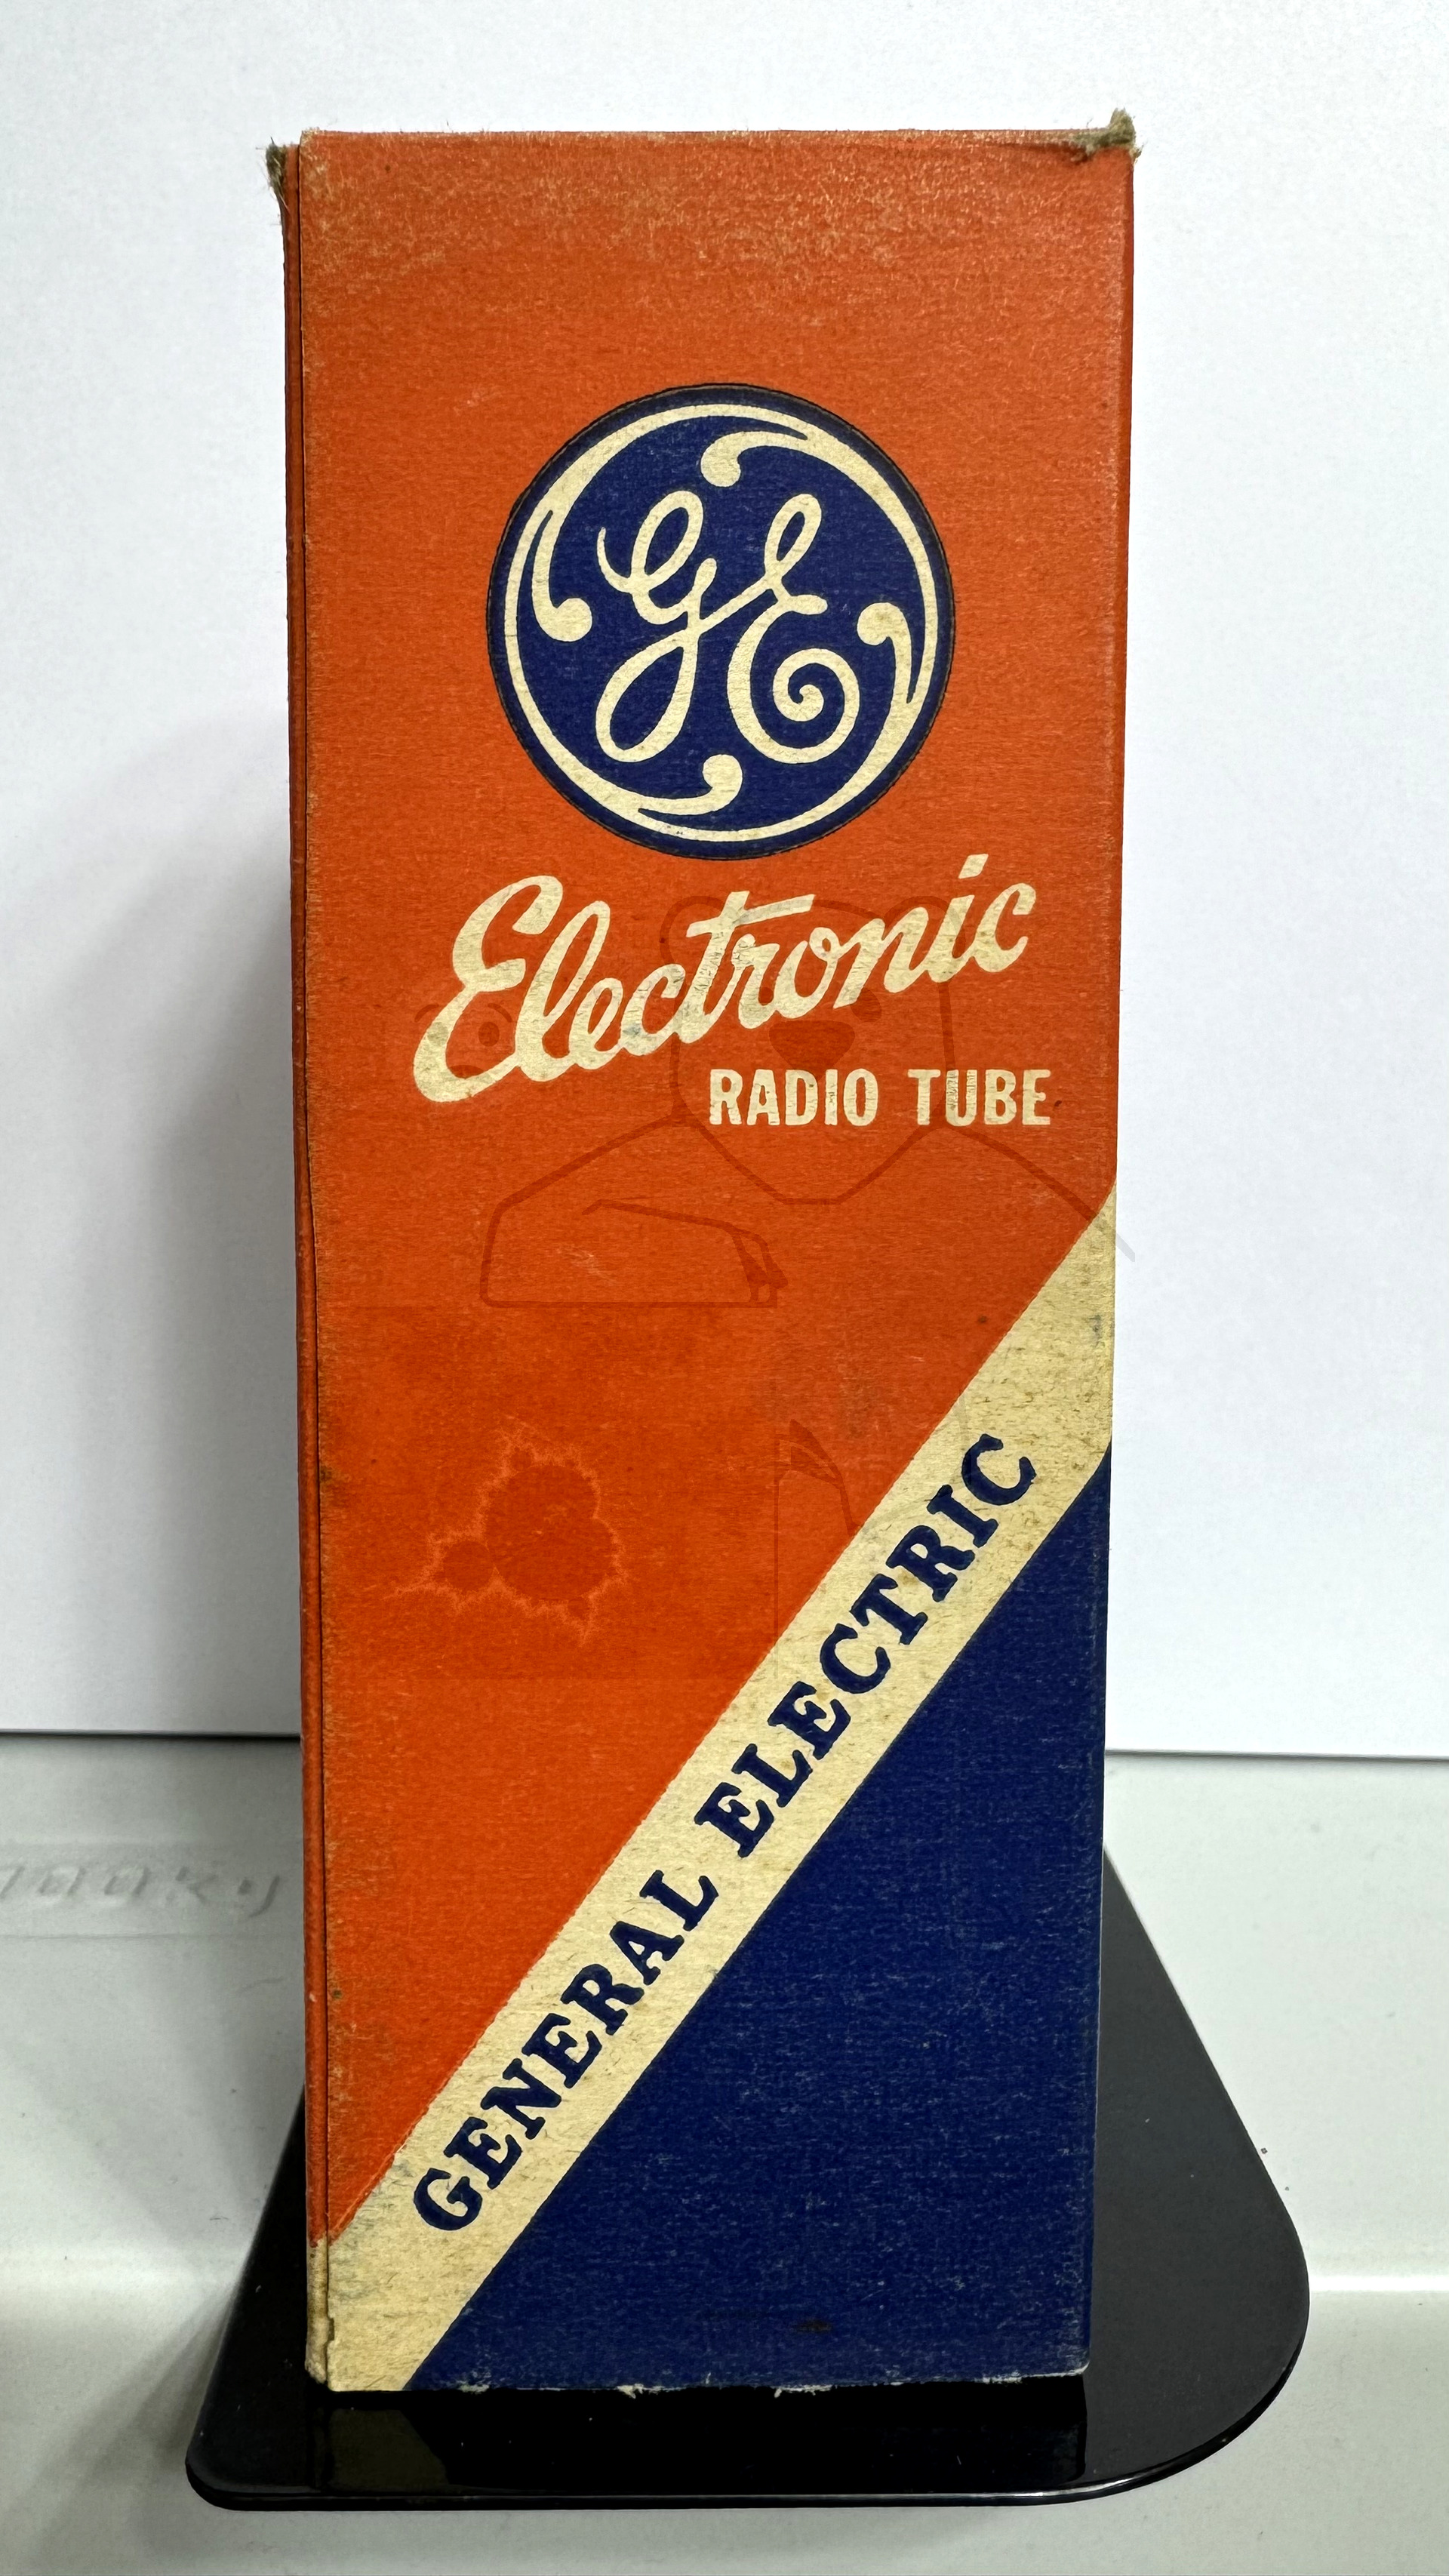 GE
Electronic
RADIO TUBE
GENERAL ELECTRIC